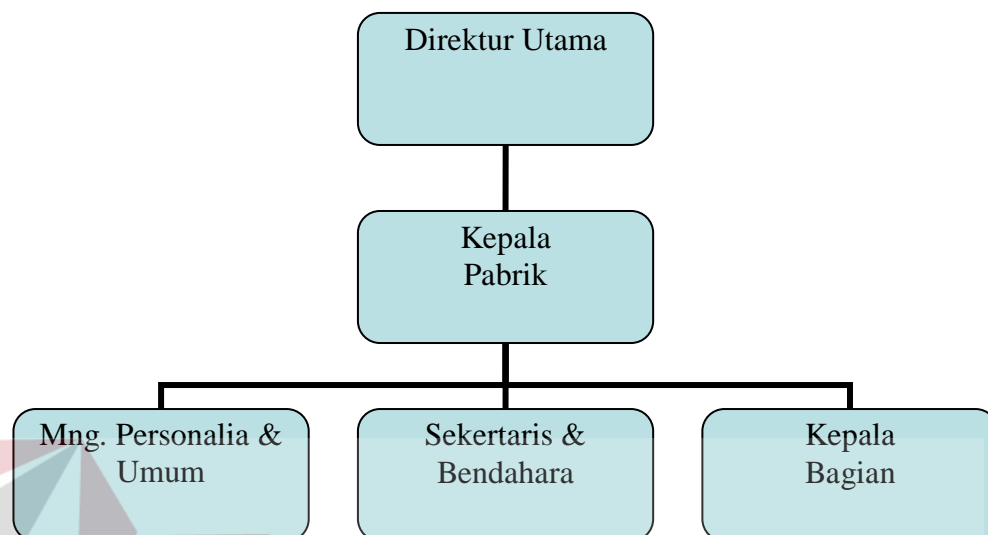 Direktur Utama
Kepala
Pabrik
Mng. Personalia &
Umum
Sekertaris &
Bendahara
Kepala
Bagian